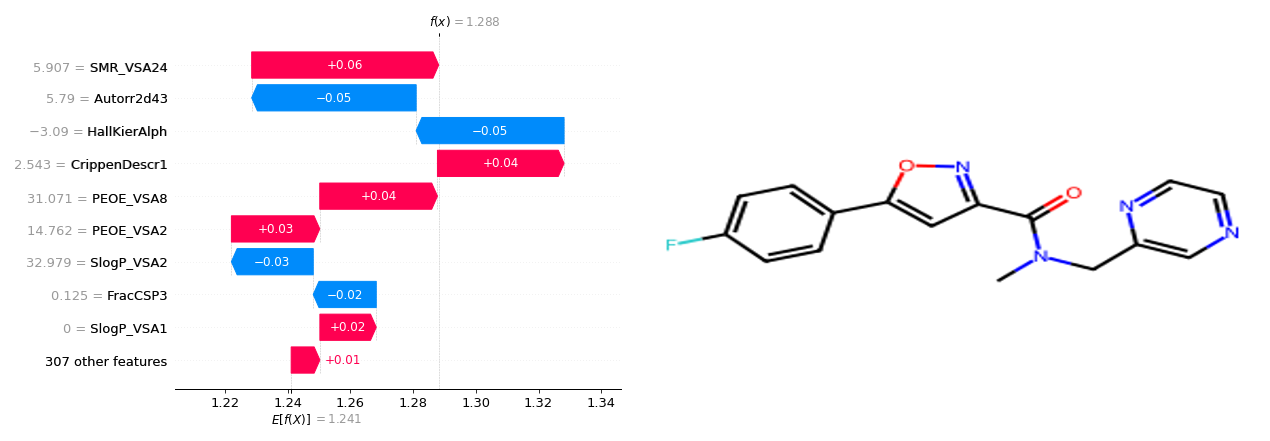 f(x) = 1.288
5.907 = SMR_VSA24 +0.06
5.79 = Autorr2d43 −0.05
−3.09 = HallKierAlph −0.05
2.543 = CrippenDescr1 +0.04
31.071 = PEOE_VSA8 +0.04
14.762 = PEOE_VSA2 +0.03
32.979 = SlogP_VSA2 −0.03
0.125 = FracCSP3 −0.02
0 = SlogP_VSA1 +0.02
307 other features +0.01
1.22 1.24 1.26 1.28 1.30 1.32 1.34
E[f(X)] = 1.241
O N
O
F
N
N
N